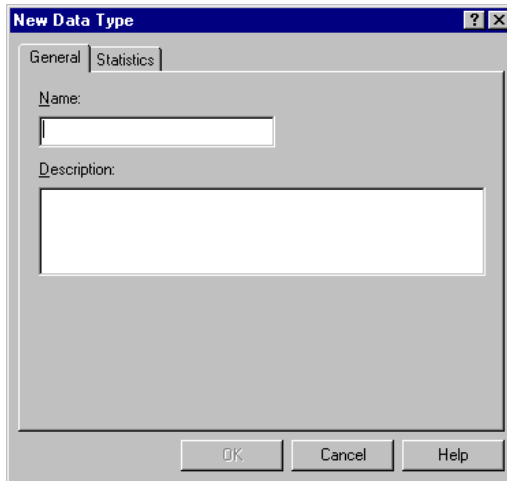 New Data Type
General Statistics
Name:
Description:
OK Cancel Help